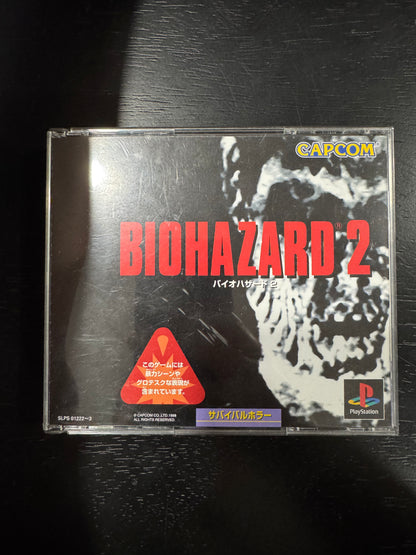 CAPCOM
BIOHAZARD® 2
バイオハザード2
このゲームには
暴力シーンや
グロテスクな表現が
含まれています。
SLPS 01222~3
© CAPCOM CO., LTD. 1998
ALL RIGHTS RESERVED.
サバイバルホラー
PlayStation